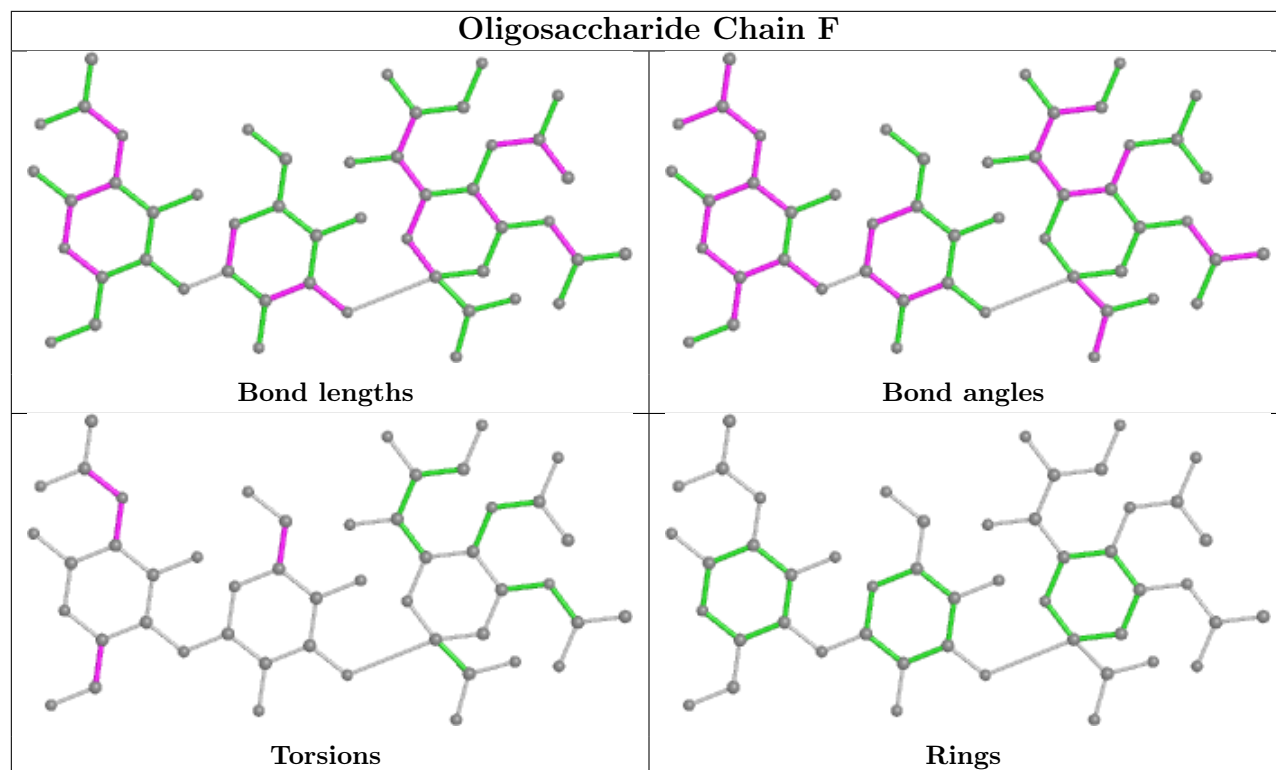 Oligosaccharide Chain F
Bond lengths
Bond angles
Torsions
Rings